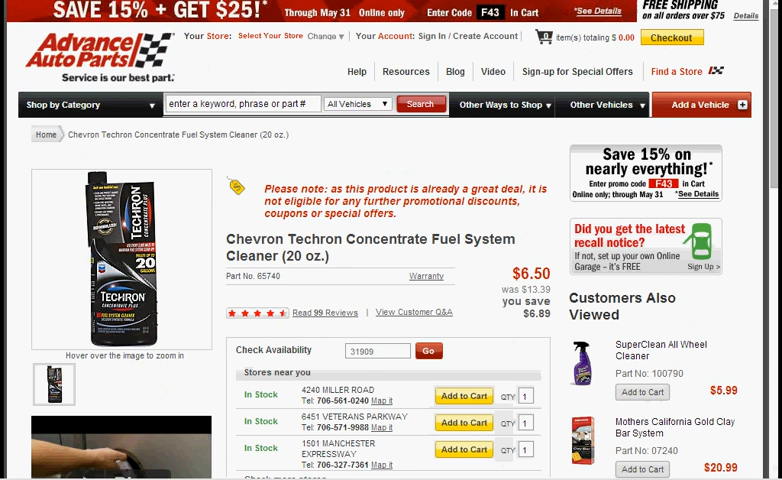 SAVE 15% + GET $25!*
Through May 31 Online only
Enter Code F43 in Cart
*See Details
FREE SHIPPING
on all orders over $75 Details
Advance
Auto Parts
Service is our best part.
Your Store: Select Your Store Change
Your Account: Sign In / Create Account
0 item(s) totaling $ 0.00
Checkout
Help | Resources | Blog | Video | Sign-up for Special Offers | Find a Store
Shop by Category
enter a keyword, phrase or part #
All Vehicles
Search
Other Ways to Shop
Other Vehicles
Add a Vehicle
Home
Chevron Techron Concentrate Fuel System Cleaner (20 oz.)
TECHRON
CONCENTRATE PLUS
20
GALLONS
TECHRON
CONCENTRATE PLUS
Hover over the image to zoom in
Please note: as this product is already a great deal, it is
not eligible for any further promotional discounts,
coupons or special offers.
Chevron Techron Concentrate Fuel System
Cleaner (20 oz.)
Part No. 65740
Warranty
$6.50
was $13.39
you save
$6.89
Read 99 Reviews | View Customer Q&A
Check Availability
31909
Go
Stores near you
In Stock
4240 MILLER ROAD
Tel: 706-561-0240 Map it
Add to Cart
QTY 1
In Stock
6451 VETERANS PARKWAY
Tel: 706-571-9988 Map it
Add to Cart
QTY 1
In Stock
1501 MANCHESTER
EXPRESSWAY
Tel: 706-327-7361 Map it
Add to Cart
QTY 1
Save 15% on
nearly everything!*
Enter promo code F43 in Cart
Online only; through May 31 *See Details
Did you get the latest
recall notice?
If not, set up your own Online
Garage – it's FREE
Sign Up >
Customers Also
Viewed
SuperClean All Wheel
Cleaner
Part No: 100790
Add to Cart
$5.99
Mothers California Gold Clay
Bar System
Part No: 07240
Add to Cart
$20.99